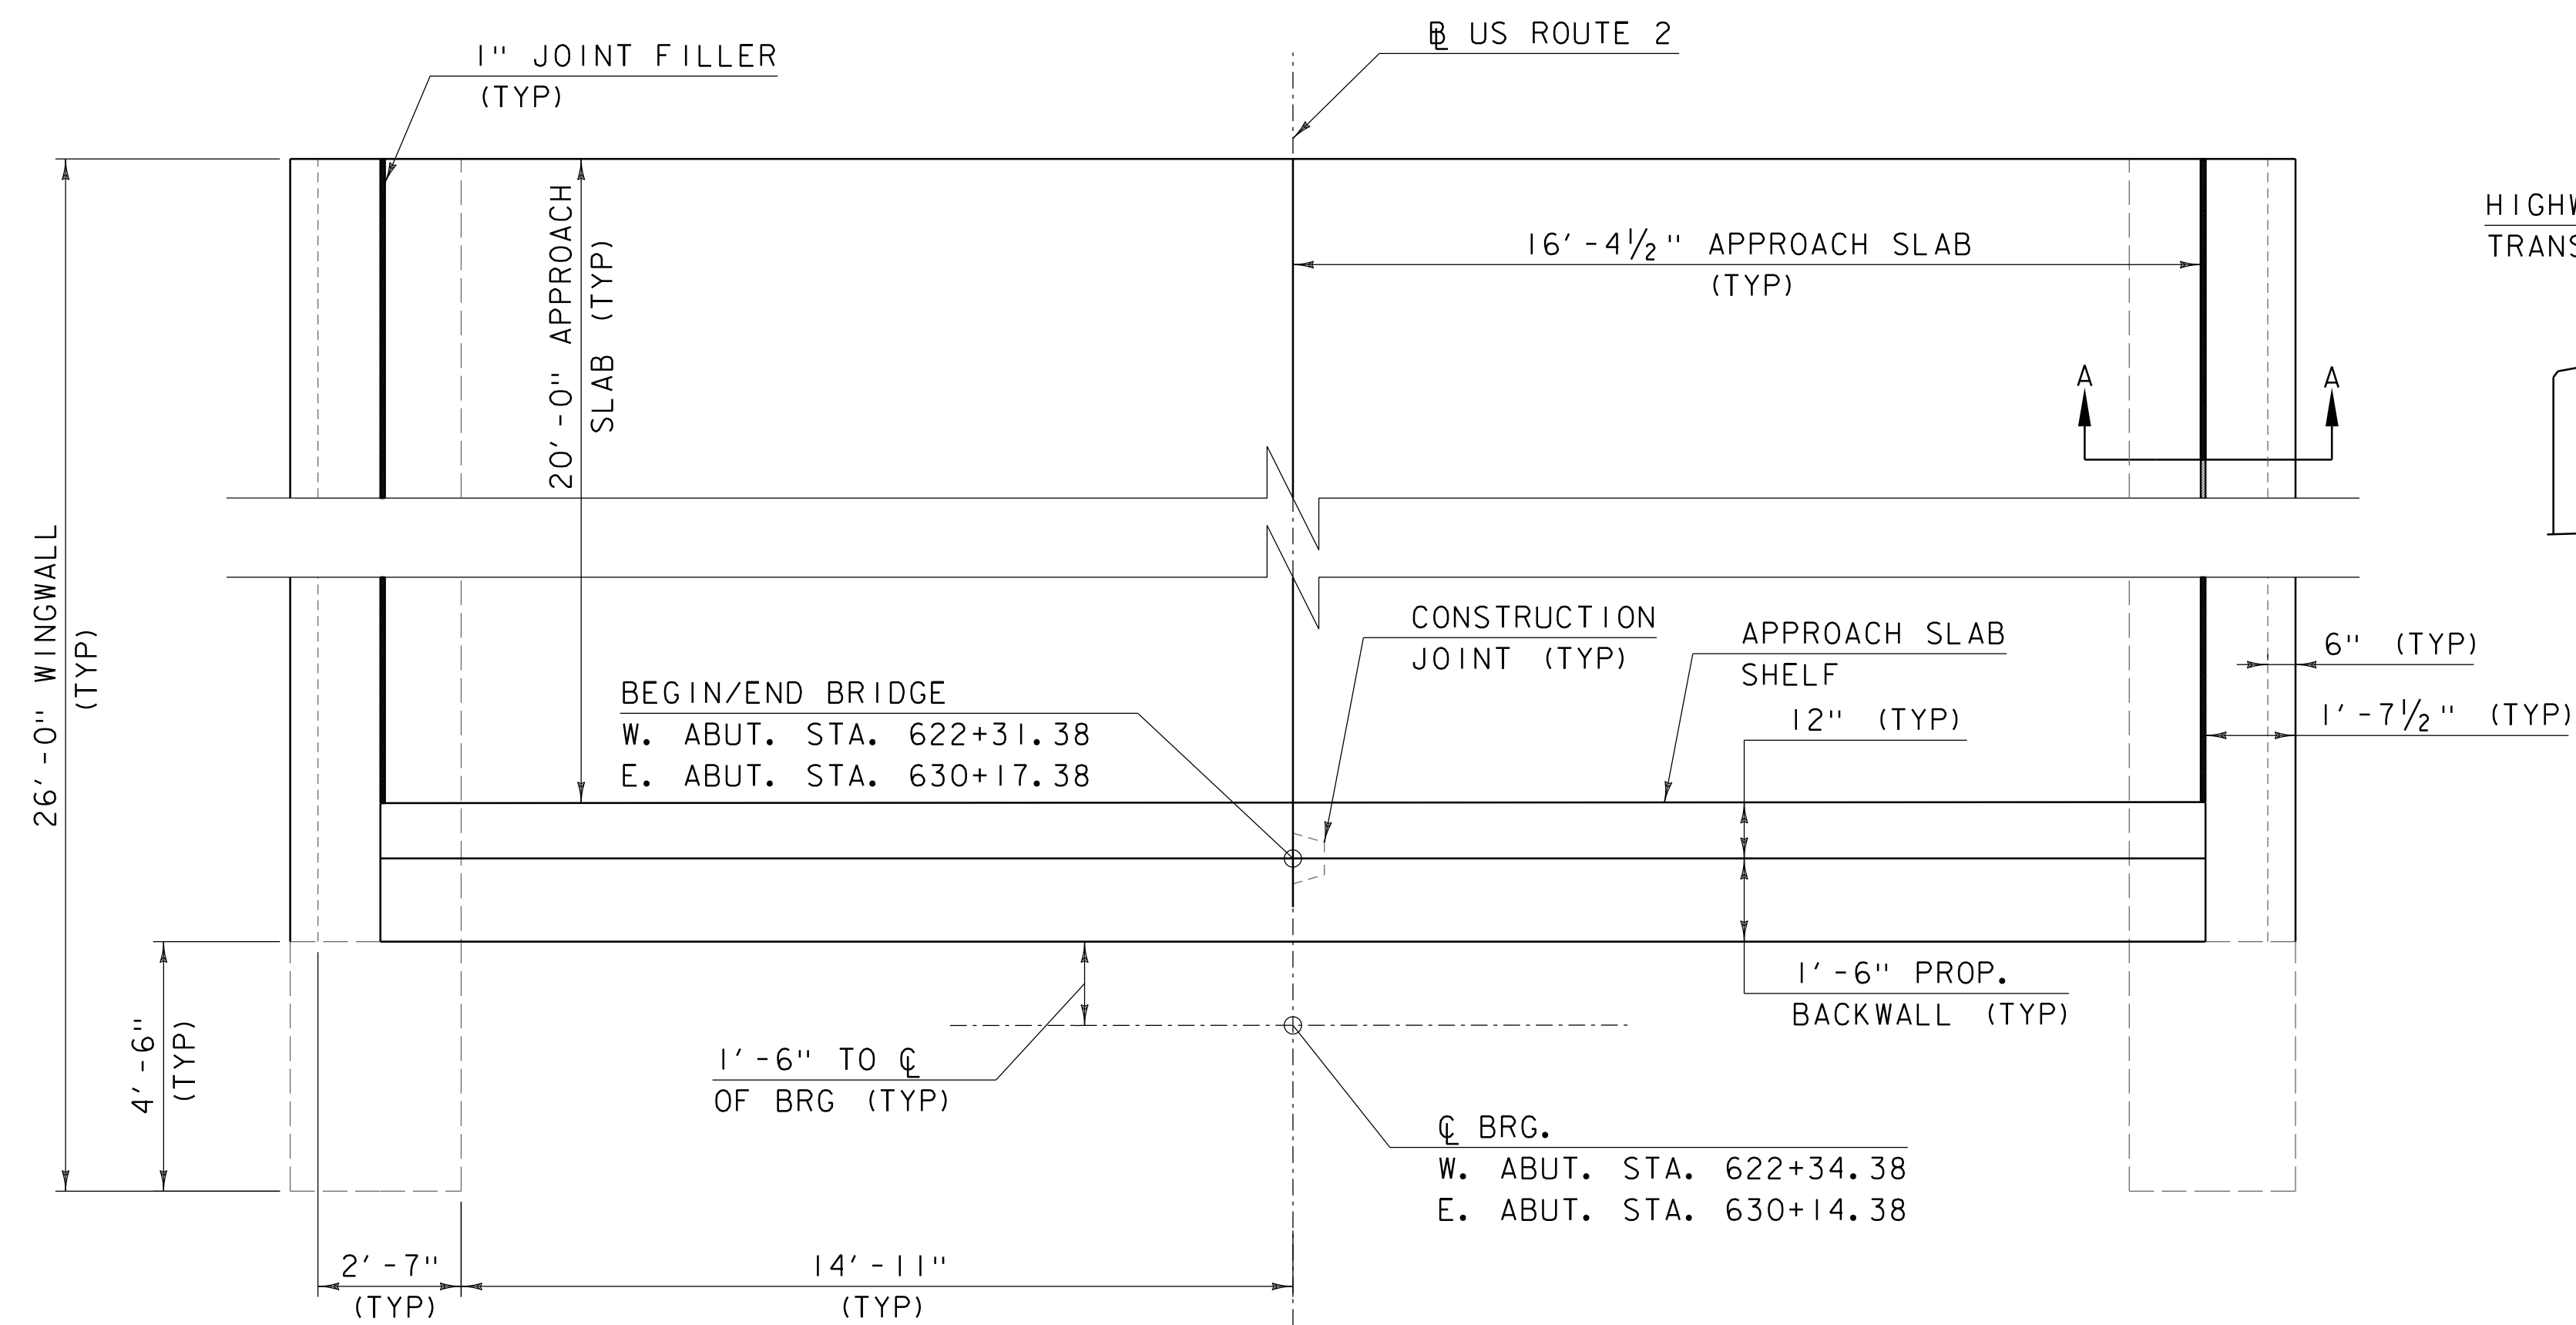 1" JOINT FILLER
(TYP)
℄ US ROUTE 2
20'-0" APPROACH
SLAB (TYP)
16'-4½" APPROACH SLAB
(TYP)
A A
26'-0" WINGWALL
(TYP)
CONSTRUCTION
JOINT (TYP)
APPROACH SLAB
SHELF
12" (TYP)
6" (TYP)
1'-7½" (TYP)
BEGIN/END BRIDGE
W. ABUT. STA. 622+31.38
E. ABUT. STA. 630+17.38
4'-6"
(TYP)
1'-6" PROP.
BACKWALL (TYP)
1'-6" TO ℄
OF BRG (TYP)
℄ BRG.
W. ABUT. STA. 622+34.38
E. ABUT. STA. 630+14.38
2'-7"
(TYP)
14'-11"
(TYP)